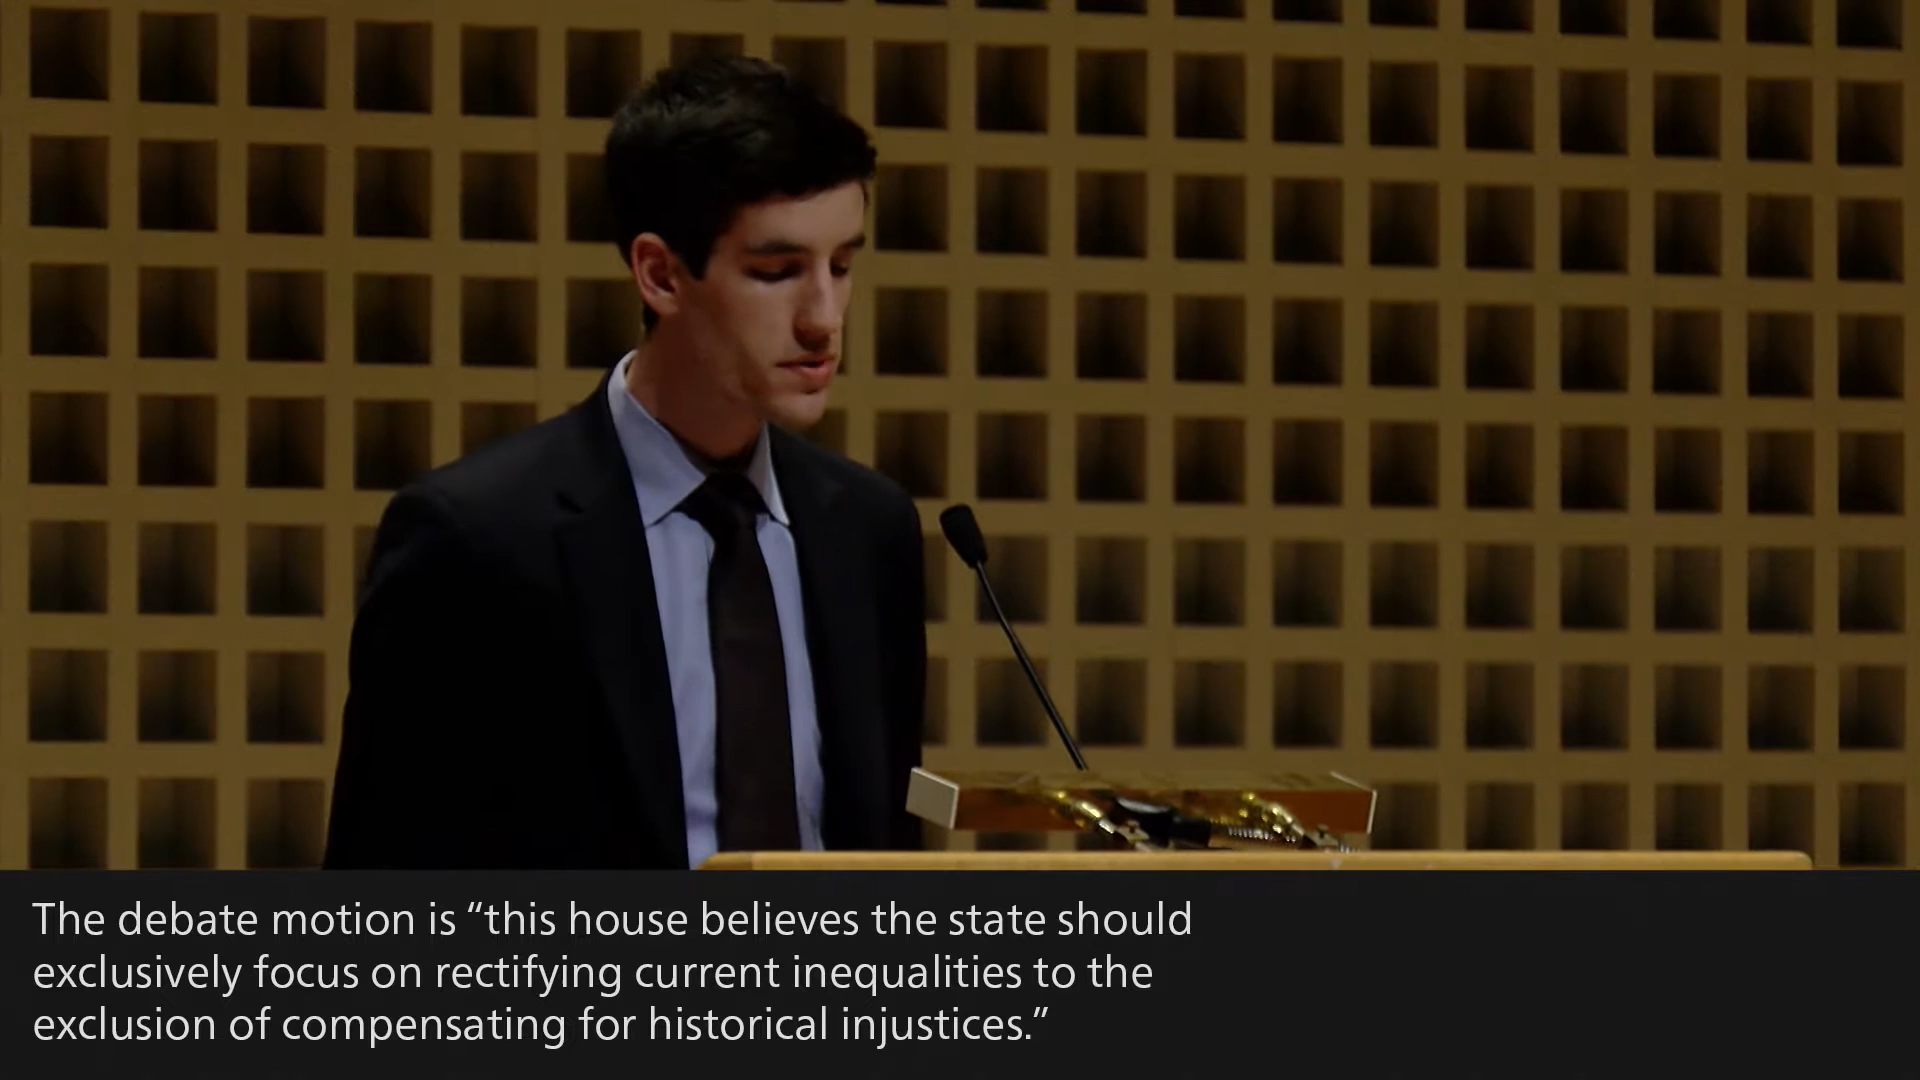 The debate motion is “this house believes the state should
exclusively focus on rectifying current inequalities to the
exclusion of compensating for historical injustices.”